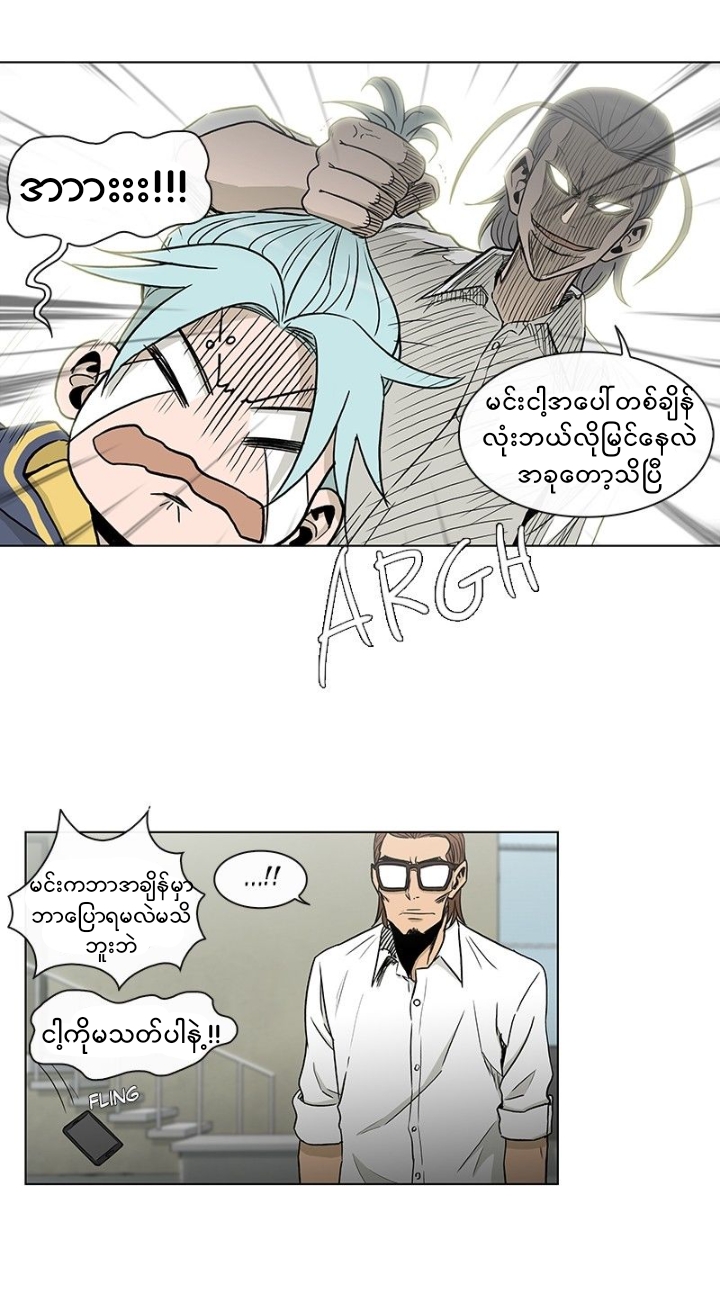 အာားးး!!!
မင်းငါ့အပေါ်တစ်ချိန်
လုံးဘယ်လိုမြင်နေလဲ
အခုတော့သိပြီ
ARGH
မင်းကဘာအချိန်မှာ
ဘာပြောရမလဲမသိ
ဘူးဘဲ
...!!
ငါ့ကိုမသတ်ပါနဲ့!!
FLING